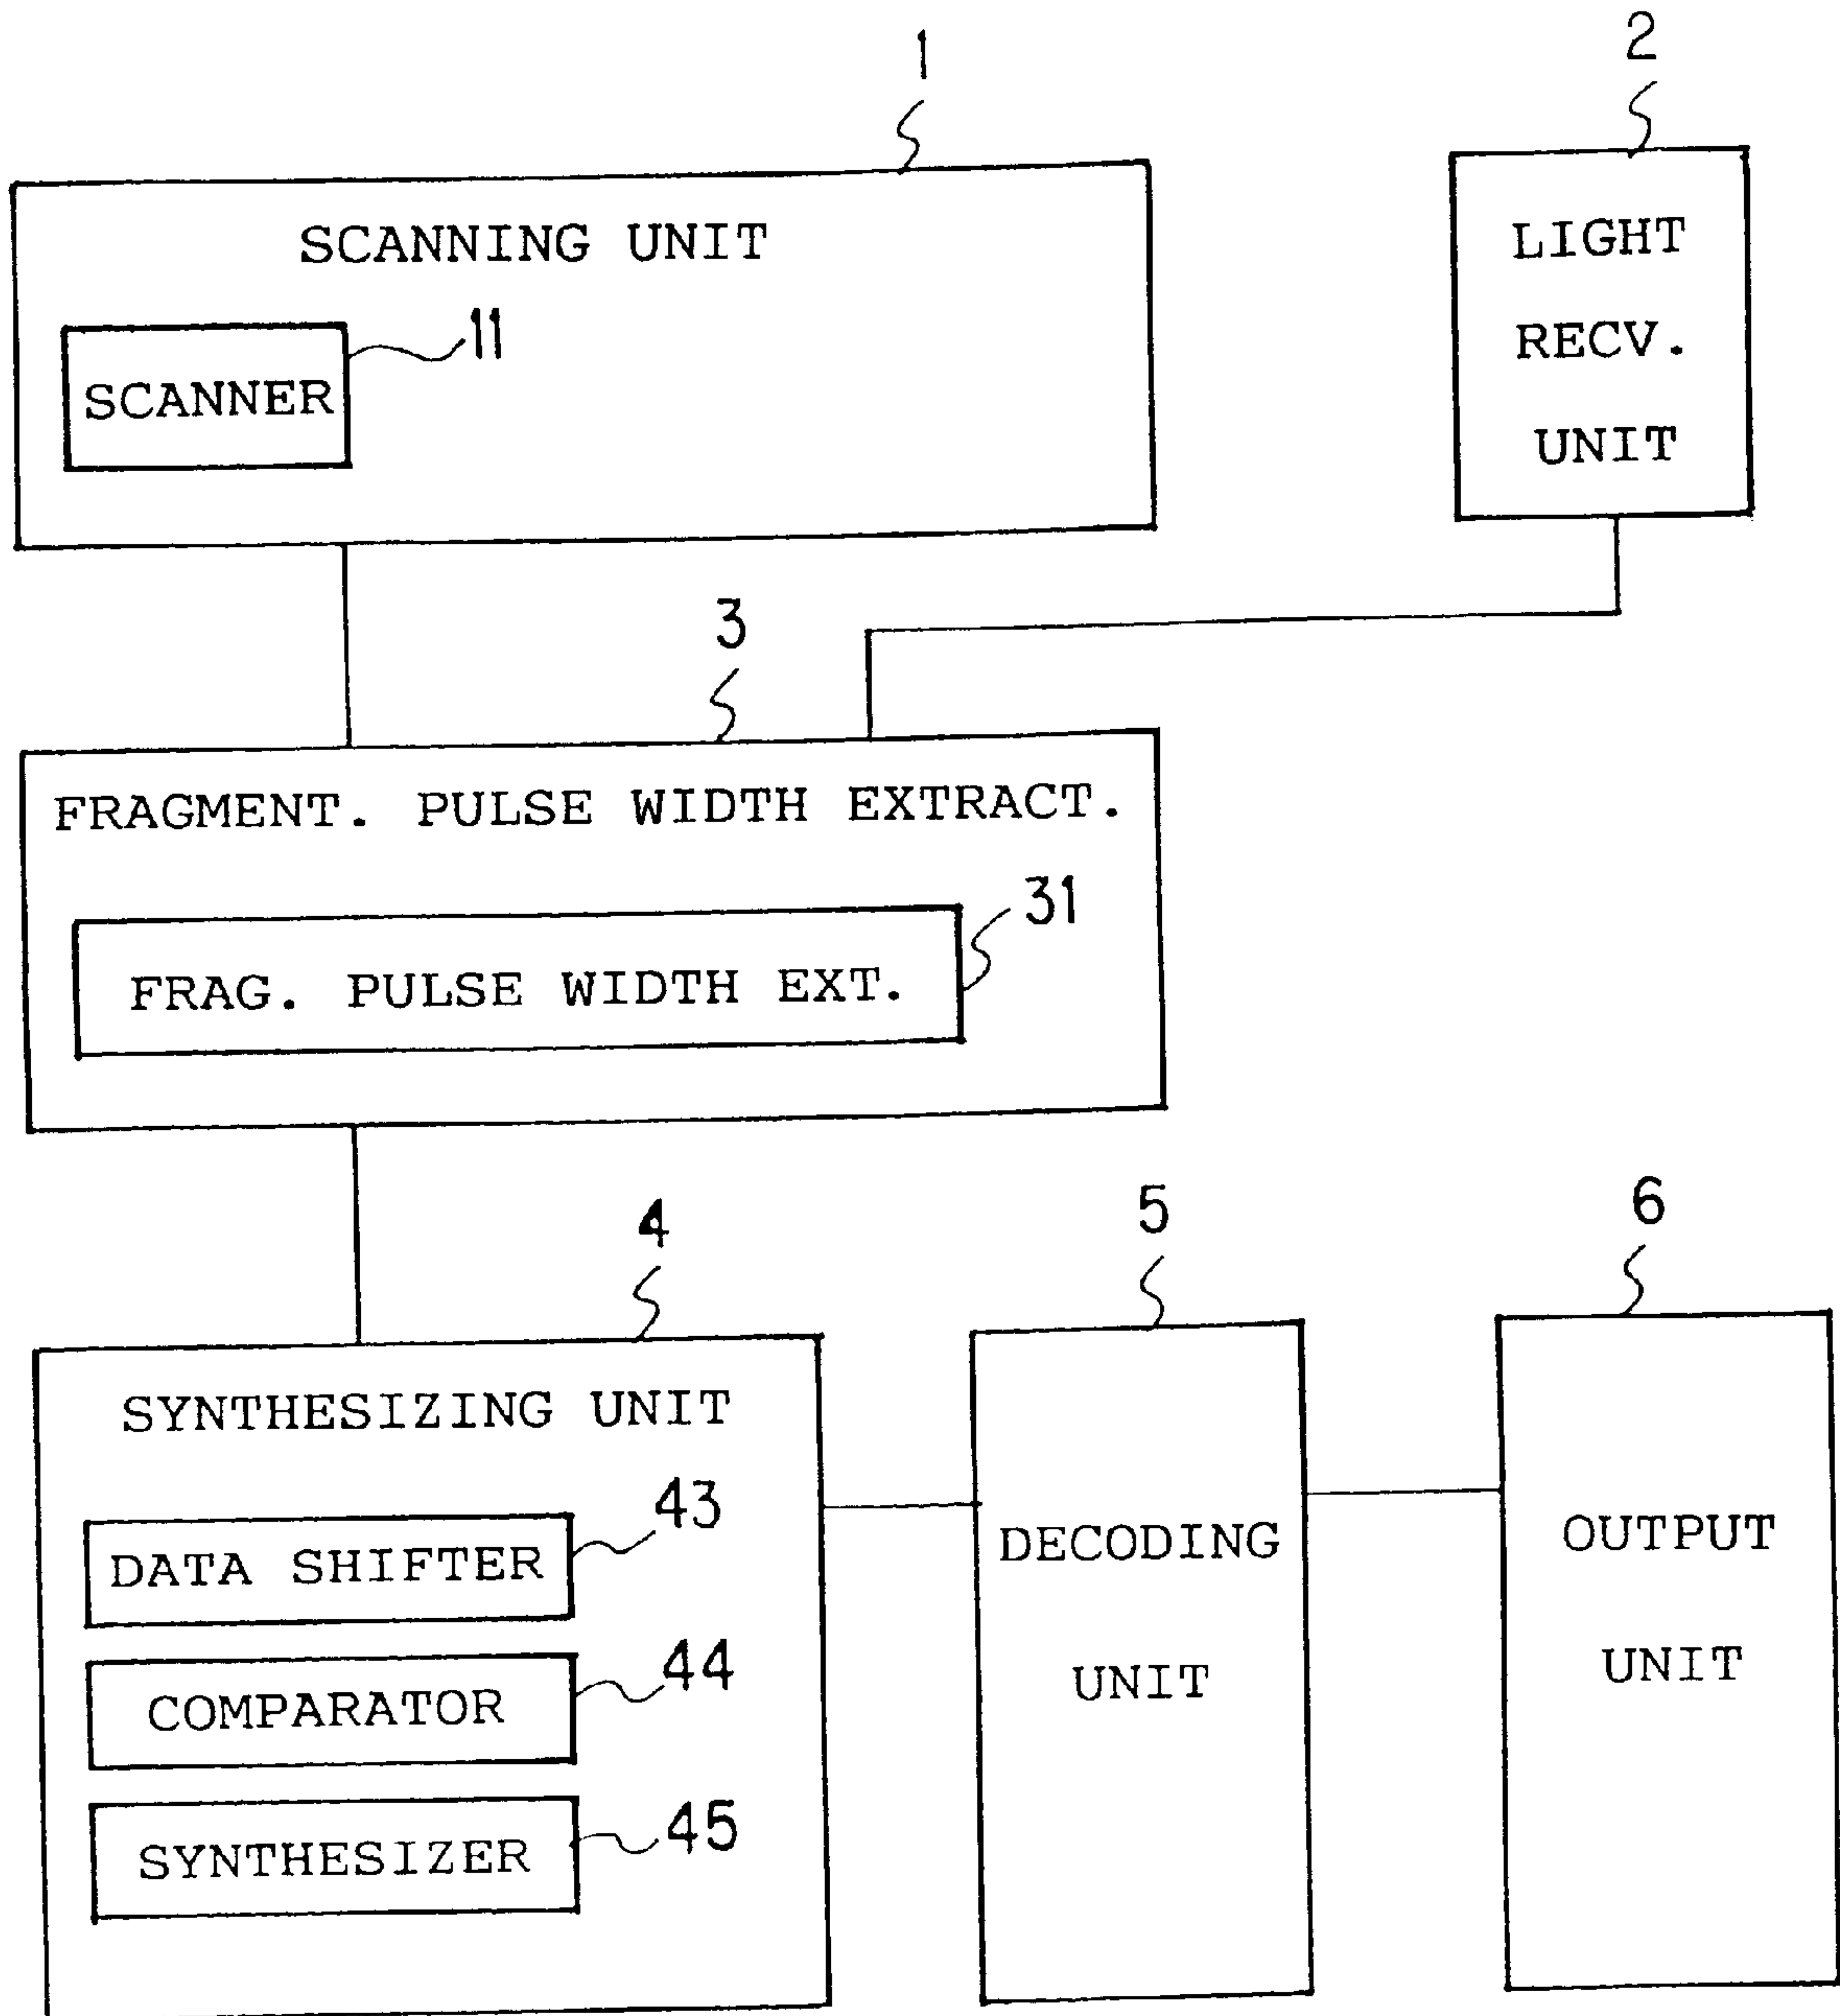 1
2
SCANNING UNIT
11
SCANNER
LIGHT
RECV.
UNIT
3
FRAGMENT. PULSE WIDTH EXTRACT.
31
FRAG. PULSE WIDTH EXT.
4
5
6
SYNTHESIZING UNIT
43
DATA SHIFTER
44
COMPARATOR
45
SYNTHESIZER
DECODING
UNIT
OUTPUT
UNIT